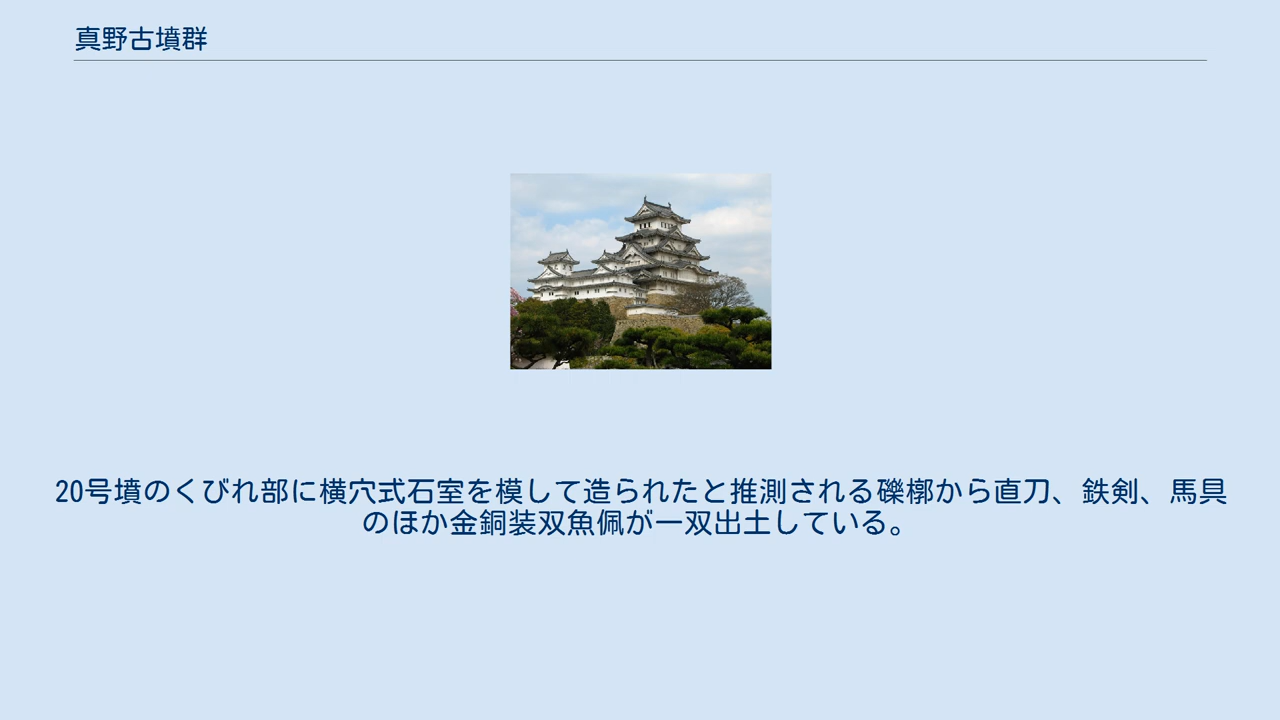 真野古墳群
20号墳のくびれ部に横穴式石室を模して造られたと推測される礫槨から直刀、鉄剣、馬具
のほか金銅装双魚佩が一双出土している。